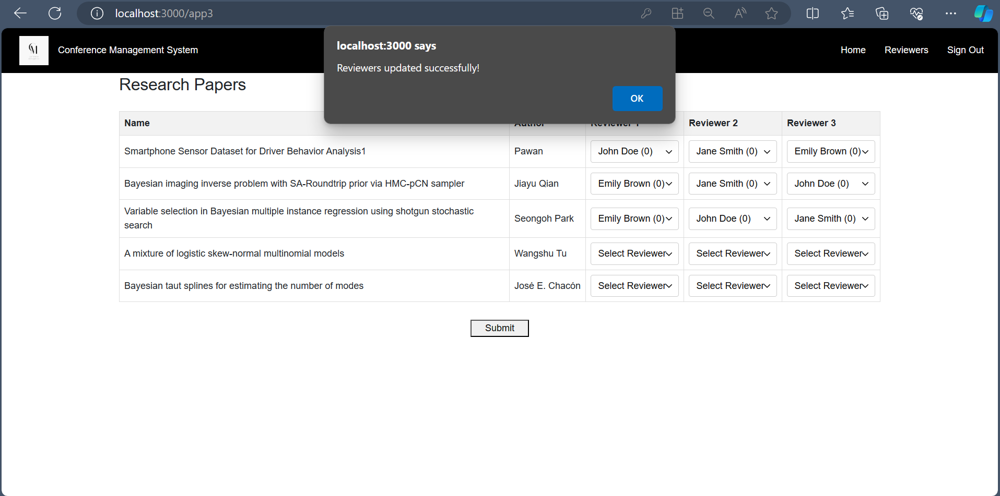 localhost:3000/app3
Conference Management System
Home
Reviewers
Sign Out
localhost:3000 says
Reviewers updated successfully!
OK
Research Papers
Name Author Reviewer 1 Reviewer 2 Reviewer 3
Smartphone Sensor Dataset for Driver Behavior Analysis1 Pawan John Doe (0) Jane Smith (0) Emily Brown (0)
Bayesian imaging inverse problem with SA-Roundtrip prior via HMC-pCN sampler Jiayu Qian Emily Brown (0) Jane Smith (0) John Doe (0)
Variable selection in Bayesian multiple instance regression using shotgun stochastic
search Seongoh Park Emily Brown (0) John Doe (0) Jane Smith (0)
A mixture of logistic skew-normal multinomial models Wangshu Tu Select Reviewer Select Reviewer Select Reviewer
Bayesian taut splines for estimating the number of modes José E. Chacón Select Reviewer Select Reviewer Select Reviewer
Submit